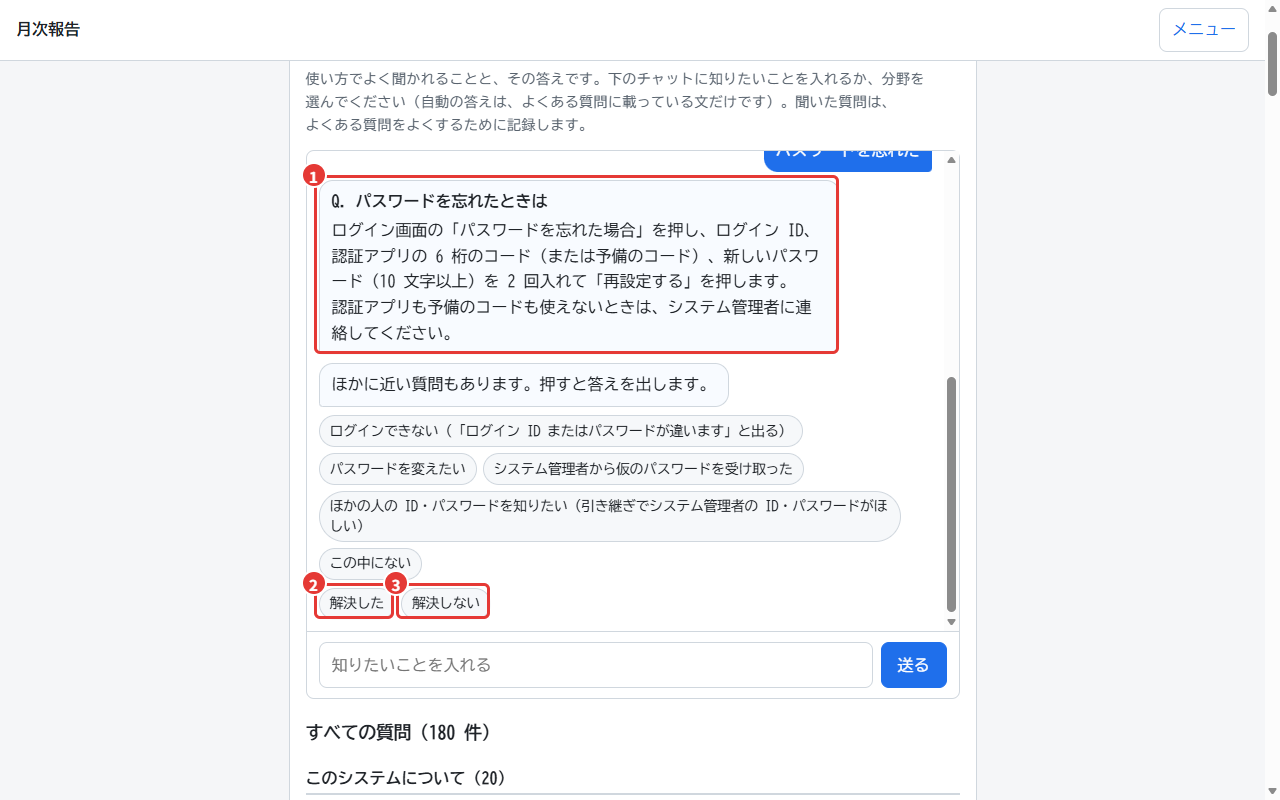 月次報告
メニュー
使い方でよく聞かれることと、その答えです。下のチャットに知りたいことを入れるか、分野を
選んでください（自動の答えは、よくある質問に載っている文だけです）。聞いた質問は、
よくある質問をよくするために記録します。
パスワードを忘れた
1
Q. パスワードを忘れたときは
ログイン画面の「パスワードを忘れた場合」を押し、ログイン ID、
認証アプリの 6 桁のコード（または予備のコード）、新しいパスワ
ード（10 文字以上）を 2 回入れて「再設定する」を押します。
認証アプリも予備のコードも使えないときは、システム管理者に連
絡してください。
ほかに近い質問もあります。押すと答えを出します。
ログインできない（「ログイン ID またはパスワードが違います」と出る）
パスワードを変えたい
システム管理者から仮のパスワードを受け取った
ほかの人の ID・パスワードを知りたい（引き継ぎでシステム管理者の ID・パスワードがほ
しい）
この中にない
2
解決した
3
解決しない
知りたいことを入れる
送る
すべての質問（180 件）
このシステムについて（20）